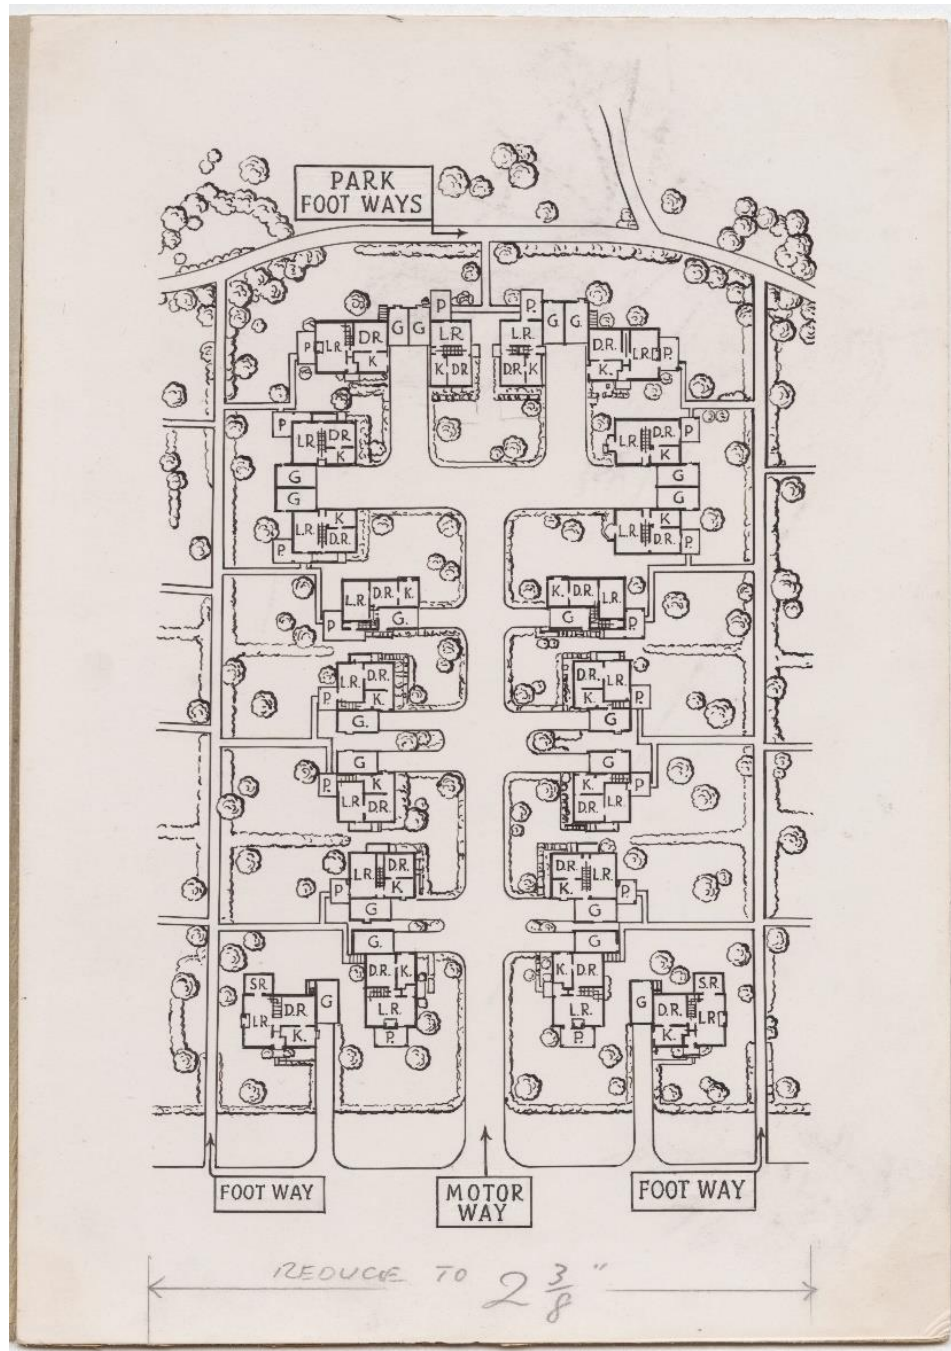 PARK
FOOT WAYS
P P.
G G L.R. L.R. G G.
P L.R. D.R. D.R. L.R. P.
K. K DR D.R. K K.
P L.R. D.R. L.R. D.R. P
K K
G G
G G
K K
L.R. D.R. L.R. D.R.
P. P.
L.R. D.R. K. K. D.R. L.R.
P G. G P.
L.R. D.R. D.R. L.R.
P. K. K. P.
G. G
G G
P. K K. P
L.R. D.R. D.R. L.R
L.R. D.R. D.R. L.R.
P K K. P.
G G
G. G
D.R. K. K. D.R.
S.R. S.R.
L.R. D.R. G L.R. L.R. G D.R. L.R
K. P. P. K.
FOOT WAY
MOTOR
WAY
FOOT WAY
REDUCE TO 2 3/8"